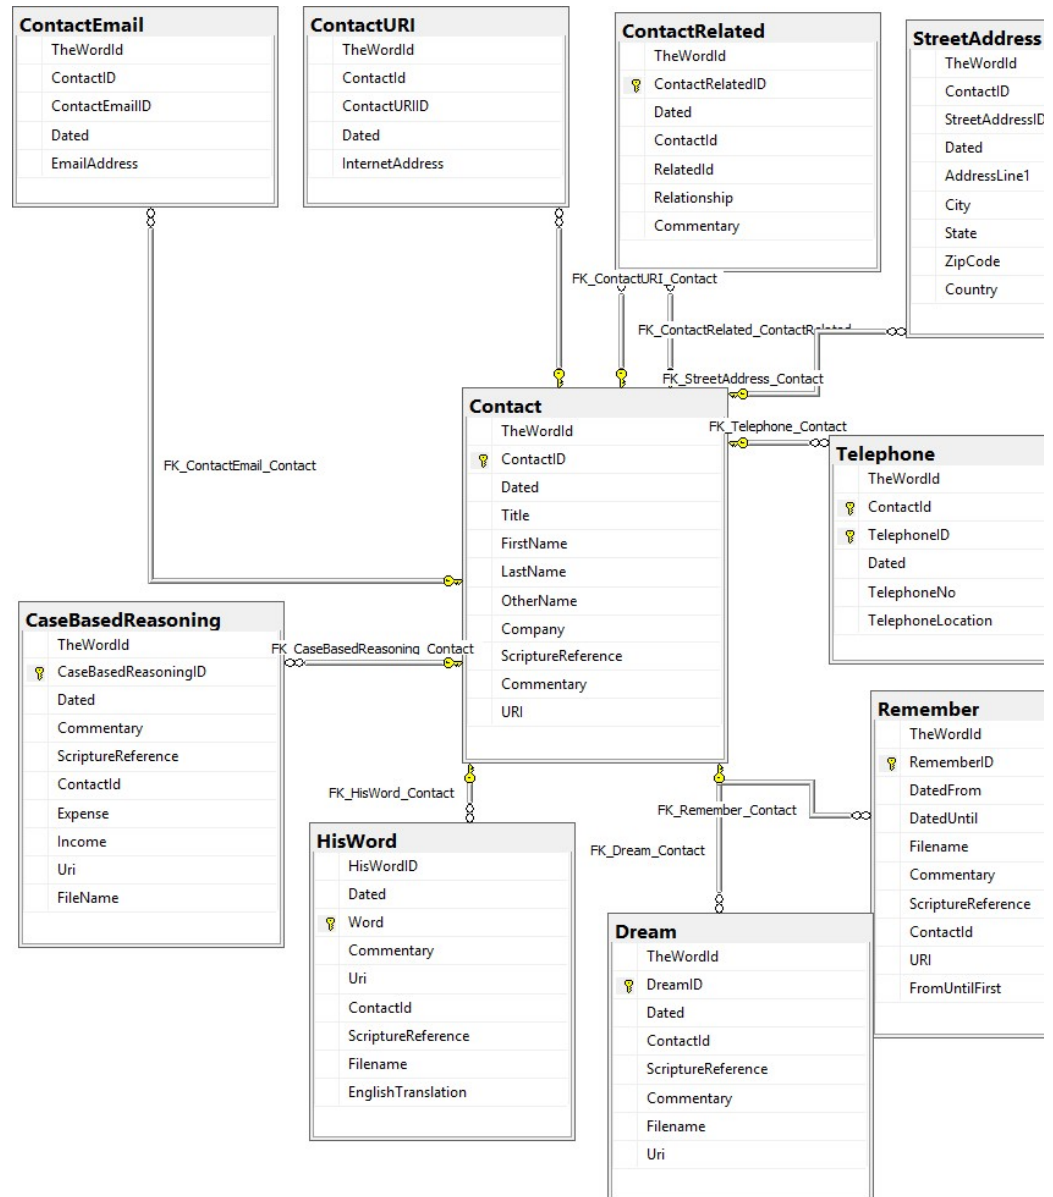 ContactEmail
TheWordId
ContactID
ContactEmailID
Dated
EmailAddress
ContactURI
TheWordId
ContactId
ContactURIID
Dated
InternetAddress
ContactRelated
TheWordId
ContactRelatedID
Dated
ContactId
RelatedId
Relationship
Commentary
StreetAddress
TheWordId
ContactID
StreetAddressID
Dated
AddressLine1
City
State
ZipCode
Country
FK_ContactURI_Contact
FK_ContactRelated_ContactRelated
FK_StreetAddress_Contact
FK_Telephone_Contact
FK_ContactEmail_Contact
Contact
TheWordId
ContactID
Dated
Title
FirstName
LastName
OtherName
Company
ScriptureReference
Commentary
URI
Telephone
TheWordId
ContactId
TelephoneID
Dated
TelephoneNo
TelephoneLocation
CaseBasedReasoning
TheWordId
CaseBasedReasoningID
Dated
Commentary
ScriptureReference
ContactId
Expense
Income
Uri
FileName
FK_CaseBasedReasoning_Contact
FK_HisWord_Contact
FK_Remember_Contact
FK_Dream_Contact
Remember
TheWordId
RememberID
DatedFrom
DatedUntil
Filename
Commentary
ScriptureReference
ContactId
URI
FromUntilFirst
HisWord
HisWordID
Dated
Word
Commentary
Uri
ContactId
ScriptureReference
Filename
EnglishTranslation
Dream
TheWordId
DreamID
Dated
ContactId
ScriptureReference
Commentary
Filename
Uri